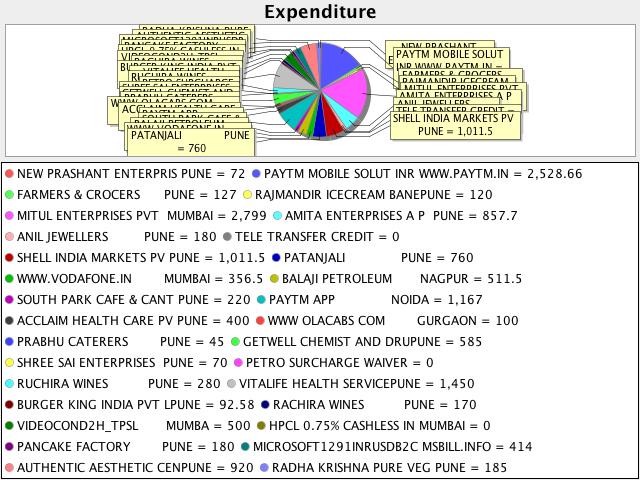 Expenditure
RADHA KRISHNA PURE
AUTHENTIC AESTHETIC
MICROSOFT1291INRUSDB
PANCAKE FACTORY
HPCL 0.75% CASHLESS IN
VIDEOCOND2H_TPSL
RACHIRA WINES
BURGER KING INDIA PVT
VITALIFE HEALTH
RUCHIRA WINES
PETRO SURCHARGE
SHREE SAI ENTERPRISES
GETWELL CHEMIST AND
PRABHU CATERERS
WWW OLACABS COM
ACCLAIM HEALTH CARE
PAYTM APP
SOUTH PARK CAFE &
BALAJI PETROLEUM
WWW.VODAFONE.IN
PATANJALI PUNE
= 760
NEW PRASHANT
PAYTM MOBILE SOLUT
INR WWW.PAYTM.IN =
FARMERS & GROCERS
RAJMANDIR ICECREAM
MITUL ENTERPRISES PVT
AMITA ENTERPRISES A P
ANIL JEWELLERS
TELE TRANSFER CREDIT =
SHELL INDIA MARKETS PV
PUNE = 1,011.5
NEW PRASHANT ENTERPRIS PUNE = 72 PAYTM MOBILE SOLUT INR WWW.PAYTM.IN = 2,528.66
FARMERS & GROCERS PUNE = 127 RAJMANDIR ICECREAM BANEPUNE = 120
MITUL ENTERPRISES PVT MUMBAI = 2,799 AMITA ENTERPRISES A P PUNE = 857.7
ANIL JEWELLERS PUNE = 180 TELE TRANSFER CREDIT = 0
SHELL INDIA MARKETS PV PUNE = 1,011.5 PATANJALI PUNE = 760
WWW.VODAFONE.IN MUMBAI = 356.5 BALAJI PETROLEUM NAGPUR = 511.5
SOUTH PARK CAFE & CANT PUNE = 220 PAYTM APP NOIDA = 1,167
ACCLAIM HEALTH CARE PV PUNE = 400 WWW OLACABS COM GURGAON = 100
PRABHU CATERERS PUNE = 45 GETWELL CHEMIST AND DRUPUNE = 585
SHREE SAI ENTERPRISES PUNE = 70 PETRO SURCHARGE WAIVER = 0
RUCHIRA WINES PUNE = 280 VITALIFE HEALTH SERVICEPUNE = 1,450
BURGER KING INDIA PVT LPUNE = 92.58 RACHIRA WINES PUNE = 170
VIDEOCOND2H_TPSL MUMBA = 500 HPCL 0.75% CASHLESS IN MUMBAI = 0
PANCAKE FACTORY PUNE = 180 MICROSOFT1291INRUSDB2C MSBILL.INFO = 414
AUTHENTIC AESTHETIC CENPUNE = 920 RADHA KRISHNA PURE VEG PUNE = 185